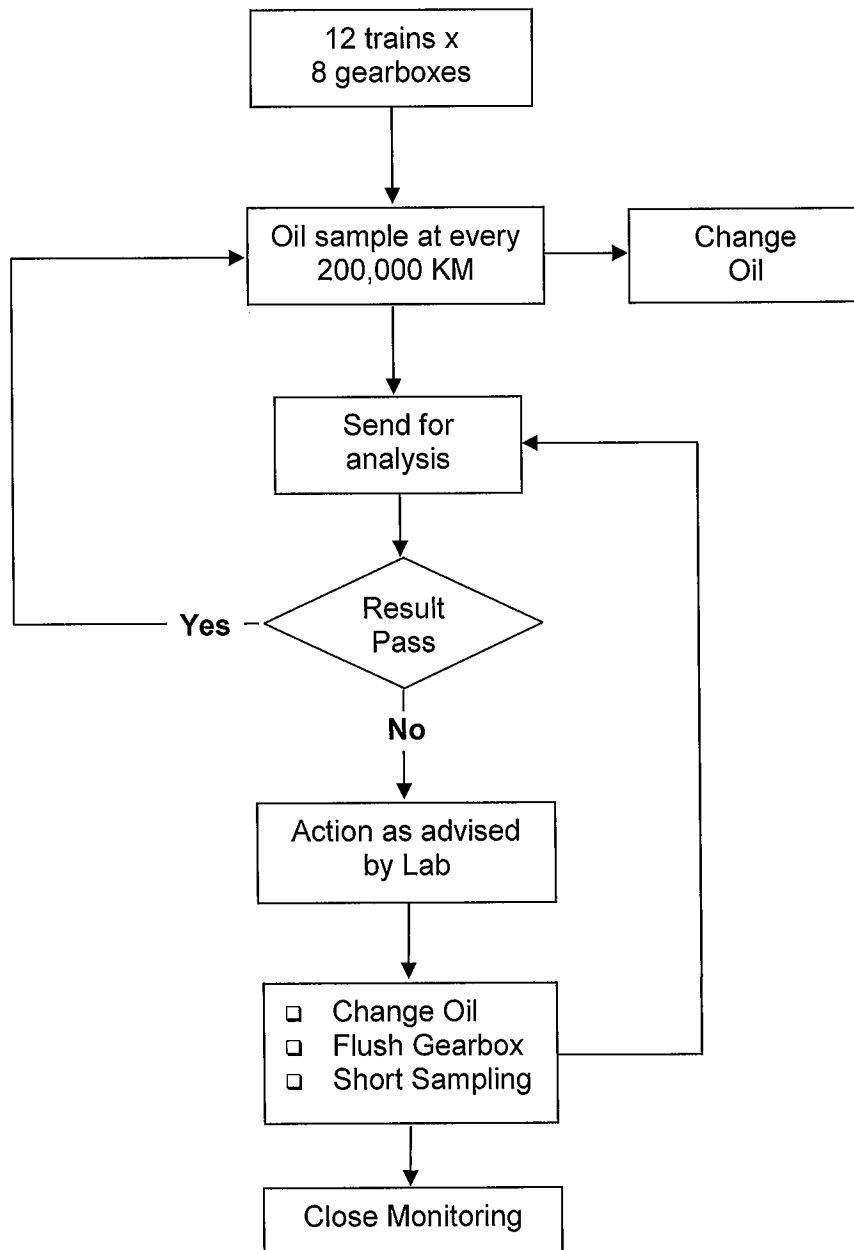 12 trains x
8 gearboxes
Oil sample at every
200,000 KM
Change
Oil
Send for
analysis
Result
Pass
Yes
No
Action as advised
by Lab
❑ Change Oil
❑ Flush Gearbox
❑ Short Sampling
Close Monitoring